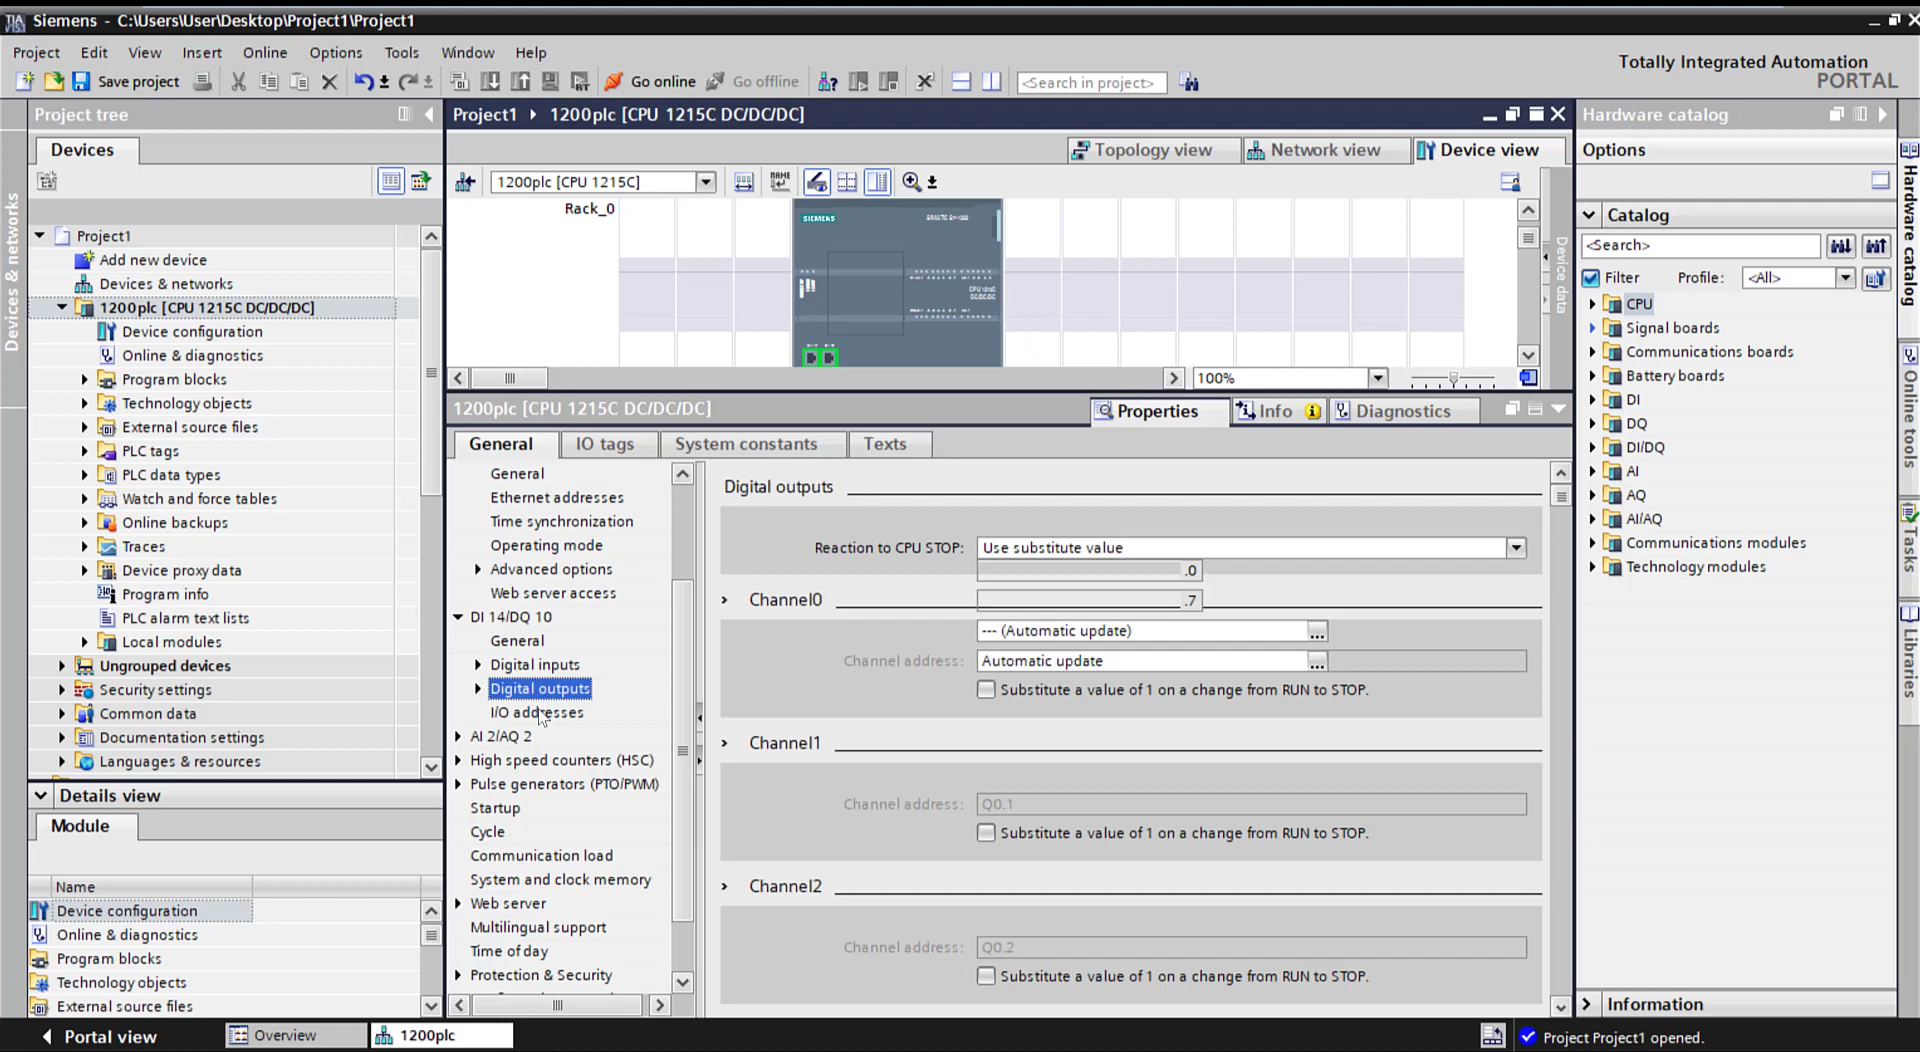 Siemens - C:\Users\User\Desktop\Project1\Project1
Project Edit View Insert Online Options Tools Window Help
Totally Integrated Automation
PORTAL
Save project
Go online
Go offline
<Search in project>
Project tree
Devices
Devices & networks
Project1
Add new device
Devices & networks
1200plc [CPU 1215C DC/DC/DC]
Device configuration
Online & diagnostics
Program blocks
Technology objects
External source files
PLC tags
PLC data types
Watch and force tables
Online backups
Traces
Device proxy data
Program info
PLC alarm text lists
Local modules
Ungrouped devices
Security settings
Common data
Documentation settings
Languages & resources
Details view
Module
Name
Device configuration
Online & diagnostics
Program blocks
Technology objects
External source files
Project1 1200plc [CPU 1215C DC/DC/DC]
Topology view
Network view
Device view
1200plc [CPU 1215C]
Rack_0
SIEMENS
100%
Device data
1200plc [CPU 1215C DC/DC/DC]
Properties
Info
Diagnostics
General
IO tags
System constants
Texts
General
Ethernet addresses
Time synchronization
Operating mode
Advanced options
Web server access
DI 14/DQ 10
General
Digital inputs
Digital outputs
I/O addresses
AI 2/AQ 2
High speed counters (HSC)
Pulse generators (PTO/PWM)
Startup
Cycle
Communication load
System and clock memory
Web server
Multilingual support
Time of day
Protection & Security
Digital outputs
Reaction to CPU STOP: Use substitute value
.0
Channel0
.7
--- (Automatic update)
Channel address: Automatic update
Substitute a value of 1 on a change from RUN to STOP.
Channel1
Channel address: Q0.1
Substitute a value of 1 on a change from RUN to STOP.
Channel2
Channel address: Q0.2
Substitute a value of 1 on a change from RUN to STOP.
Hardware catalog
Options
Catalog
<Search>
Filter Profile: <All>
CPU
Signal boards
Communications boards
Battery boards
DI
DQ
DI/DQ
AI
AQ
AI/AQ
Communications modules
Technology modules
Information
Hardware catalog
Online tools
Tasks
Libraries
Portal view
Overview
1200plc
Project Project1 opened.